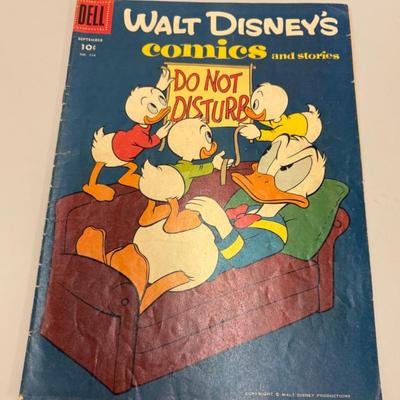 DELL
SEPTEMBER
10¢
WALT DISNEY'S
comics and stories
DO NOT
DISTURB
COPYRIGHT © WALT DISNEY PRODUCTIONS